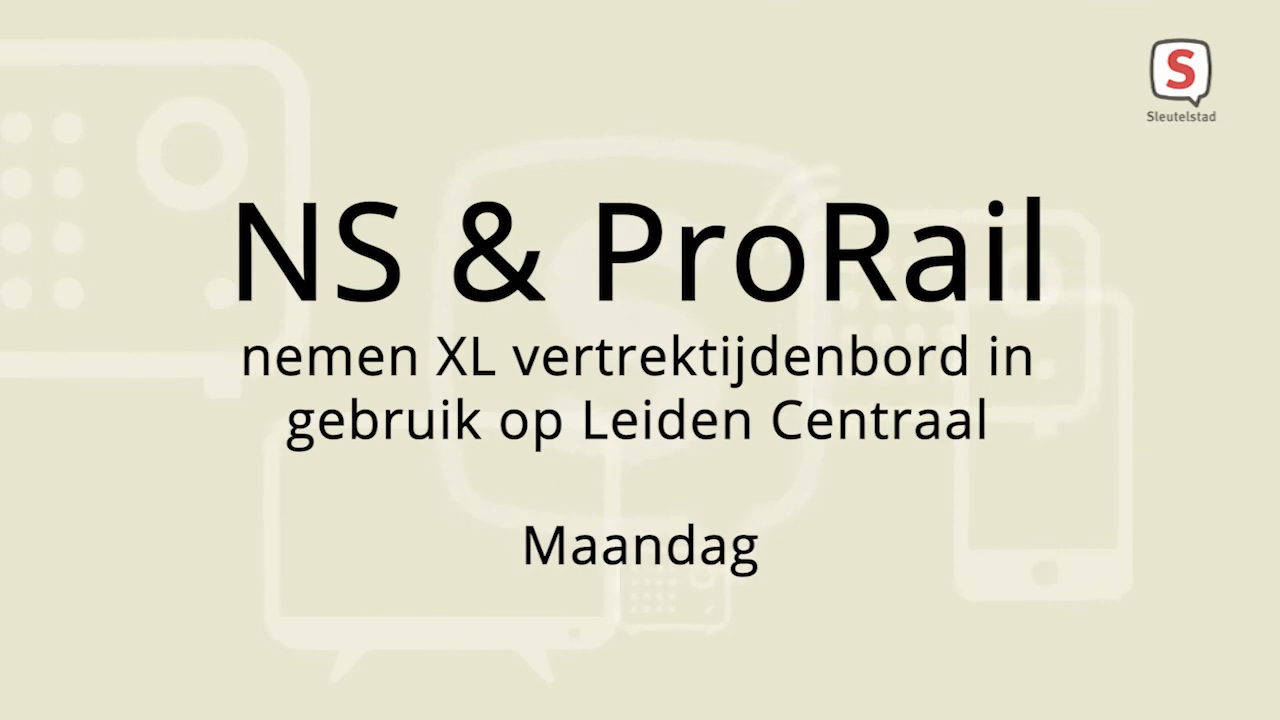 S
Sleutelstad
NS & ProRail
nemen XL vertrektijdenbord in
gebruik op Leiden Centraal
Maandag